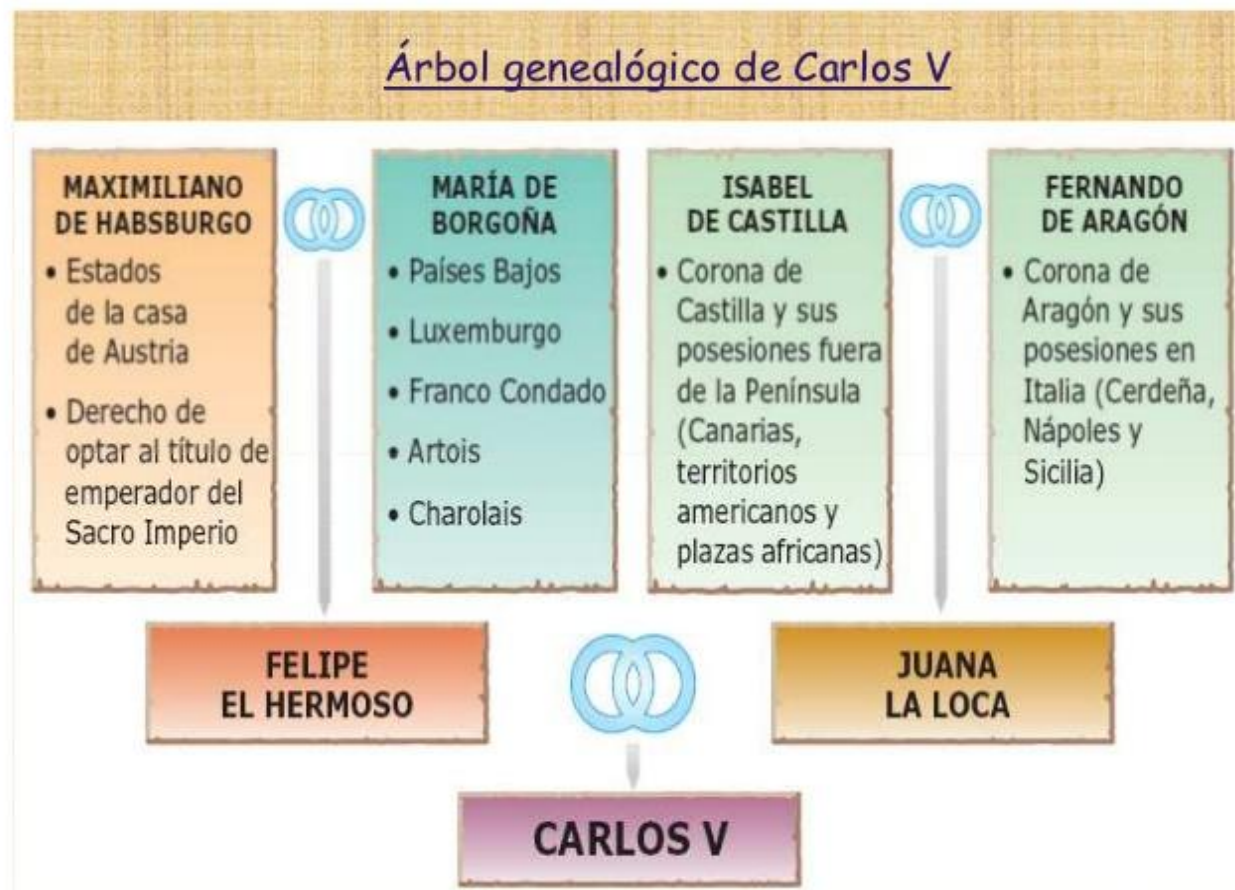 Árbol genealógico de Carlos V
MAXIMILIANO
DE HABSBURGO
• Estados
de la casa
de Austria
• Derecho de
optar al título de
emperador del
Sacro Imperio
MARÍA DE
BORGOÑA
• Países Bajos
• Luxemburgo
• Franco Condado
• Artois
• Charolais
ISABEL
DE CASTILLA
• Corona de
Castilla y sus
posesiones fuera
de la Península
(Canarias,
territorios
americanos y
plazas africanas)
FERNANDO
DE ARAGÓN
• Corona de
Aragón y sus
posesiones en
Italia (Cerdeña,
Nápoles y
Sicilia)
FELIPE
EL HERMOSO
JUANA
LA LOCA
CARLOS V